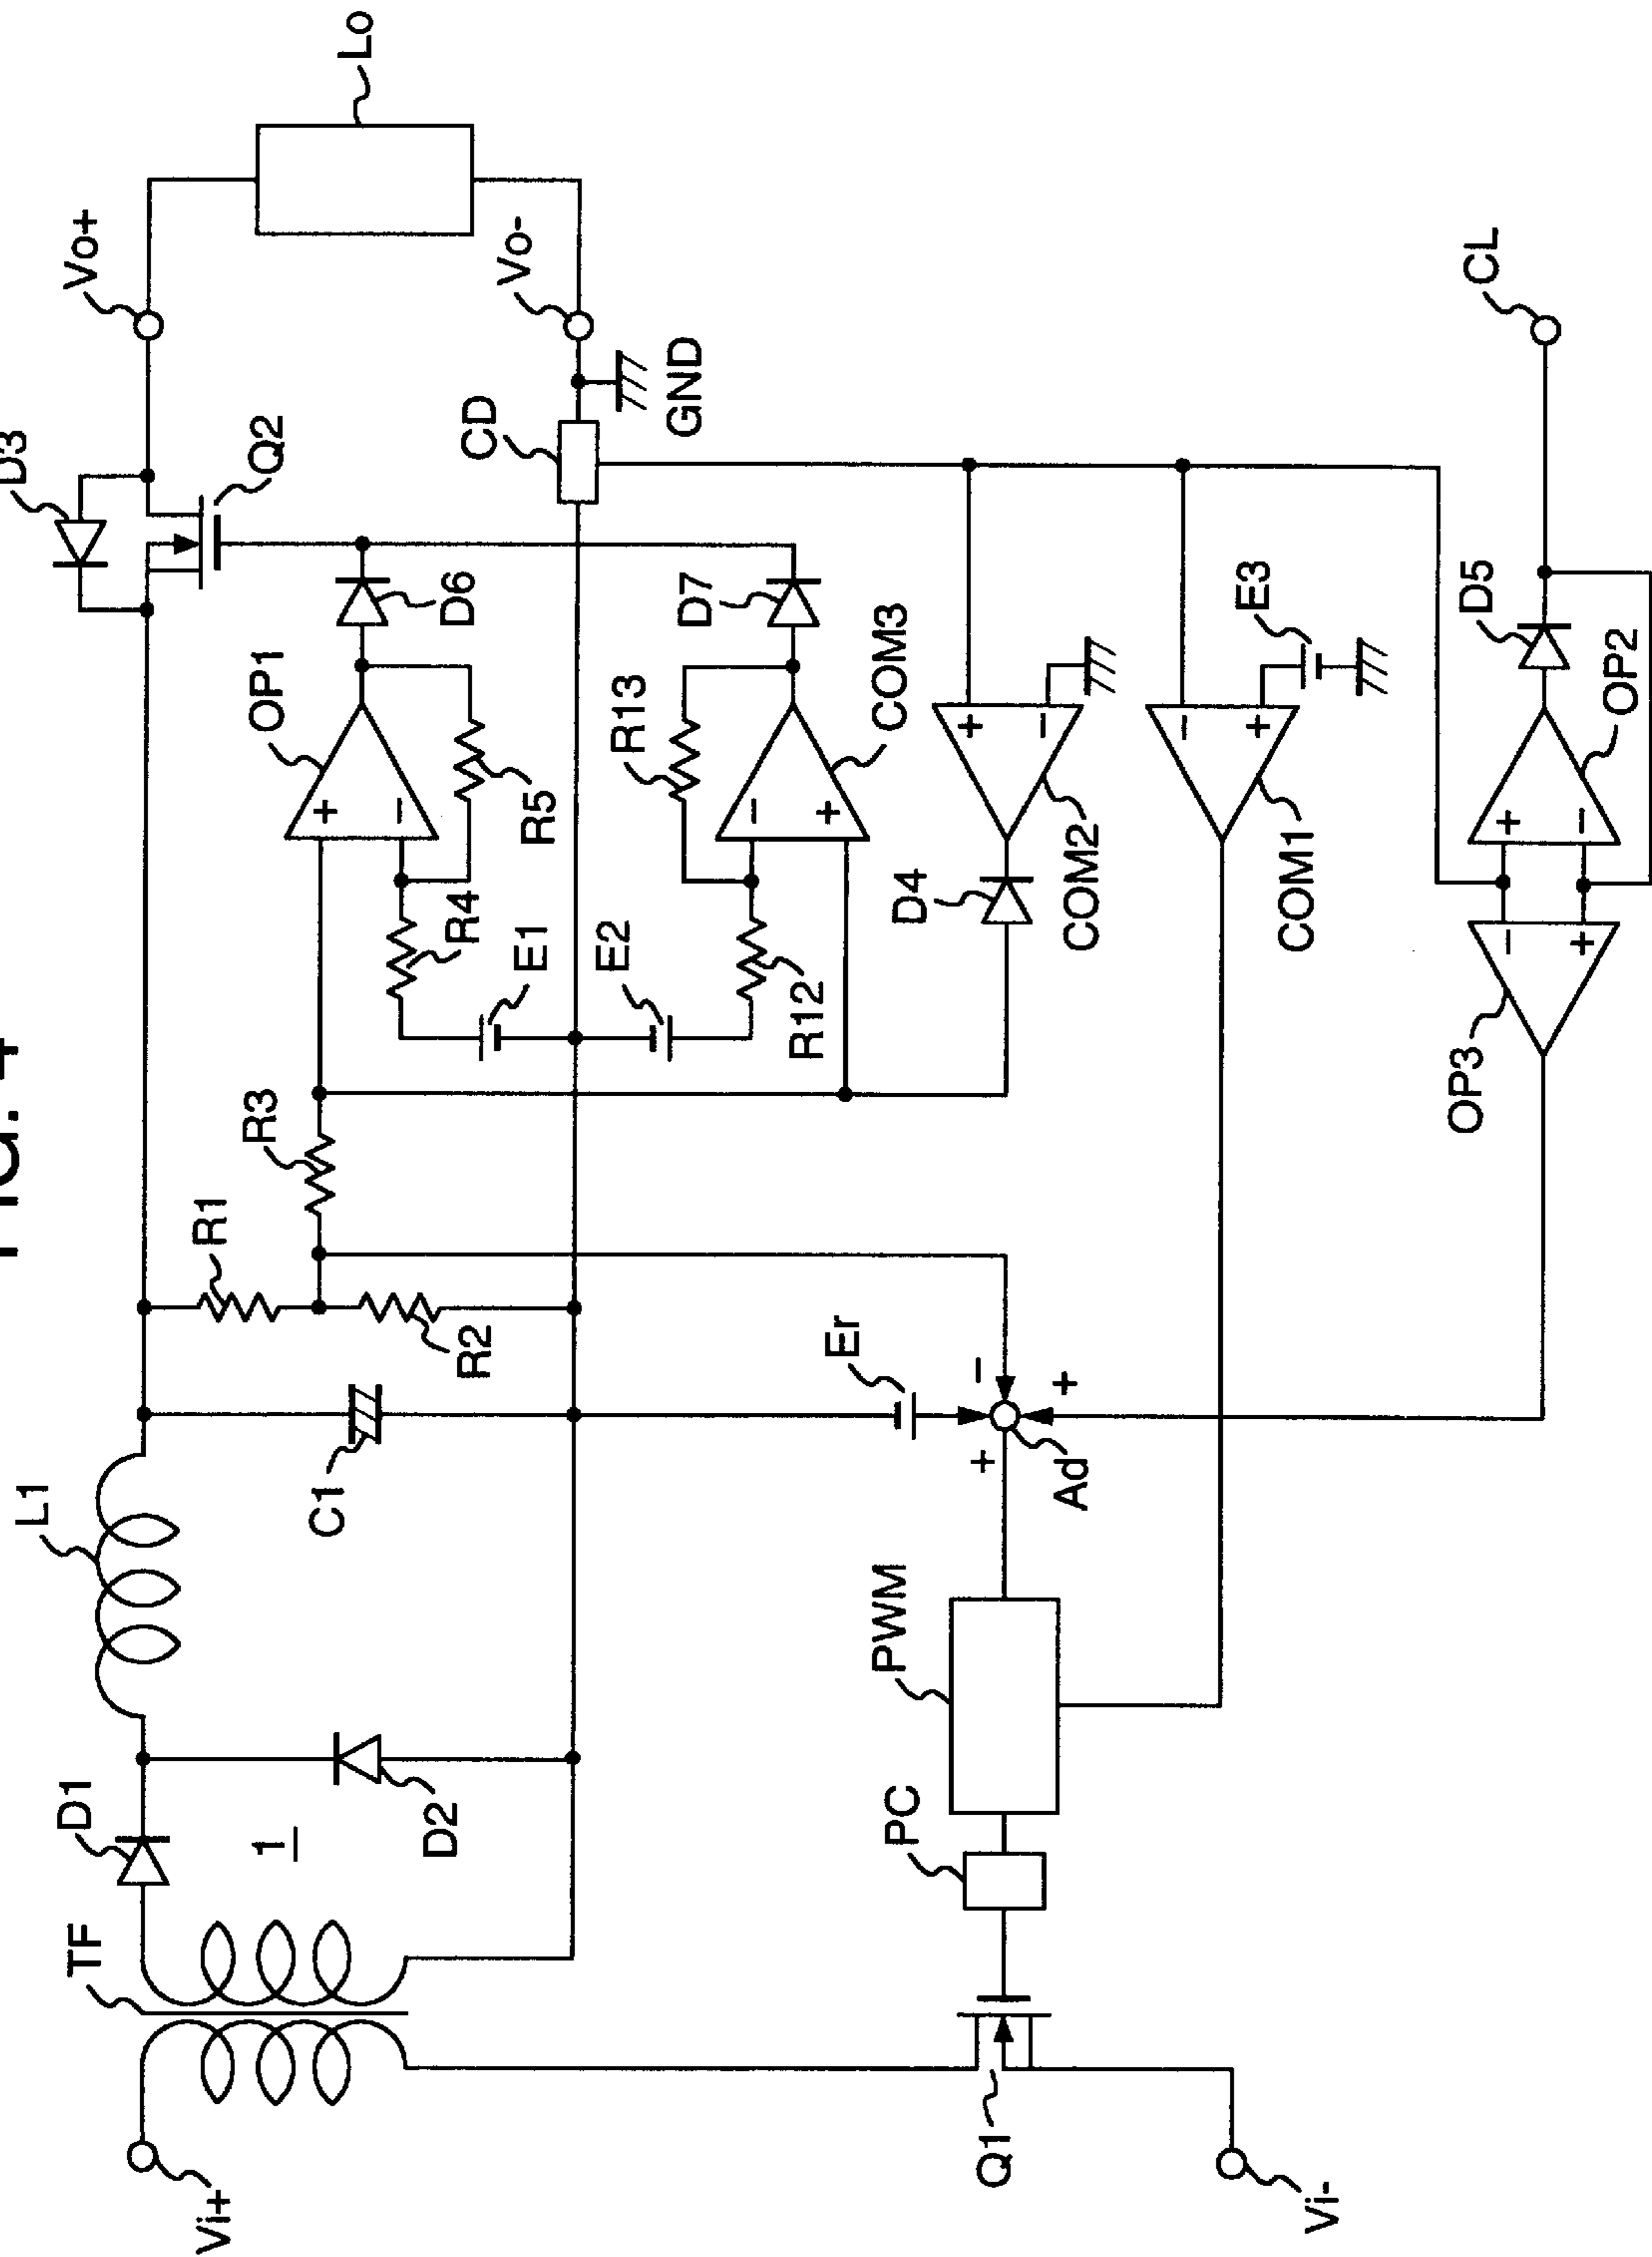 FIG. 4
D3
Lo
Vo+
Q2
L1
R1
R3
OP1
D6
Vo-
CD
GND
D1
TF
Vi+
1
C1
R2
+
-
R4
R5
E1
E2
R13
D7
D2
R12
-
+
COM3
Er
D4
+
-
COM2
E3
CL
PC
PWM
-
+
+
Ad
-
+
COM1
D5
Q1
OP3
-
+
+
-
OP2
Vi-